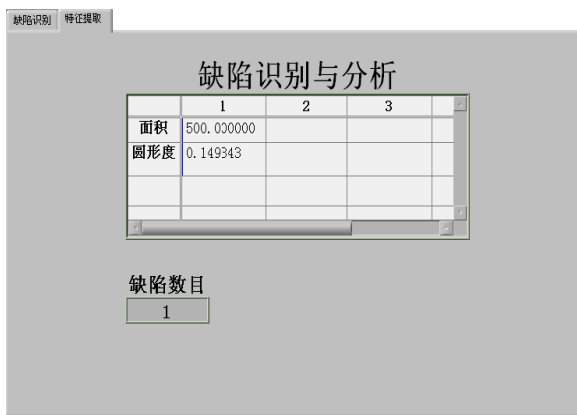 缺陷识别 特征提取
缺陷识别与分析
1 2 3
面积 500.000000
圆形度 0.149343
缺陷数目
1